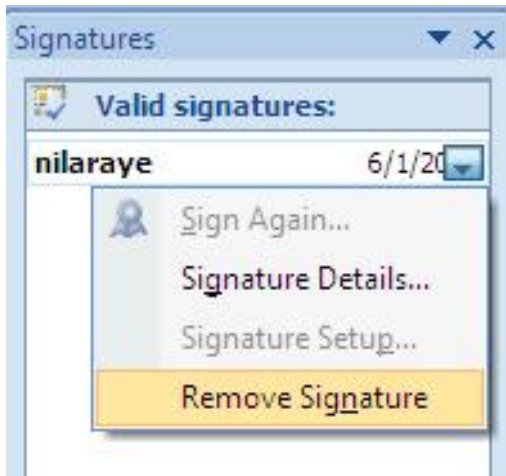 Signatures
Valid signatures:
nilaraye 6/1/20
Sign Again...
Signature Details...
Signature Setup...
Remove Signature